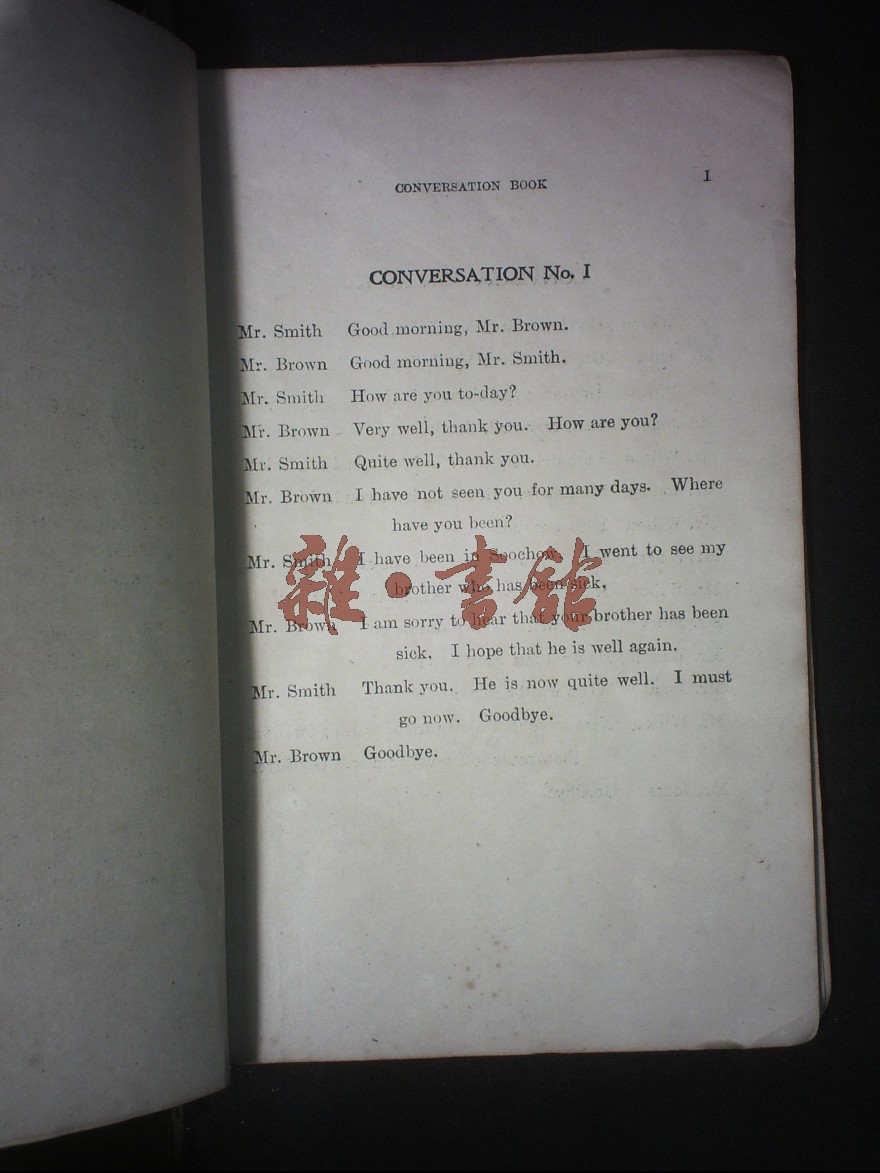 CONVERSATION BOOK
I
CONVERSATION No. I
Mr. Smith Good morning, Mr. Brown.
Mr. Brown Good morning, Mr. Smith.
Mr. Smith How are you to-day?
Mr. Brown Very well, thank you. How are you?
Mr. Smith Quite well, thank you.
Mr. Brown I have not seen you for many days. Where
have you been?
Mr. Smith I have been in Soochow. I went to see my
brother who has been sick.
Mr. Brown I am sorry to hear that your brother has been
sick. I hope that he is well again.
Mr. Smith Thank you. He is now quite well. I must
go now. Goodbye.
Mr. Brown Goodbye.
雜·書館